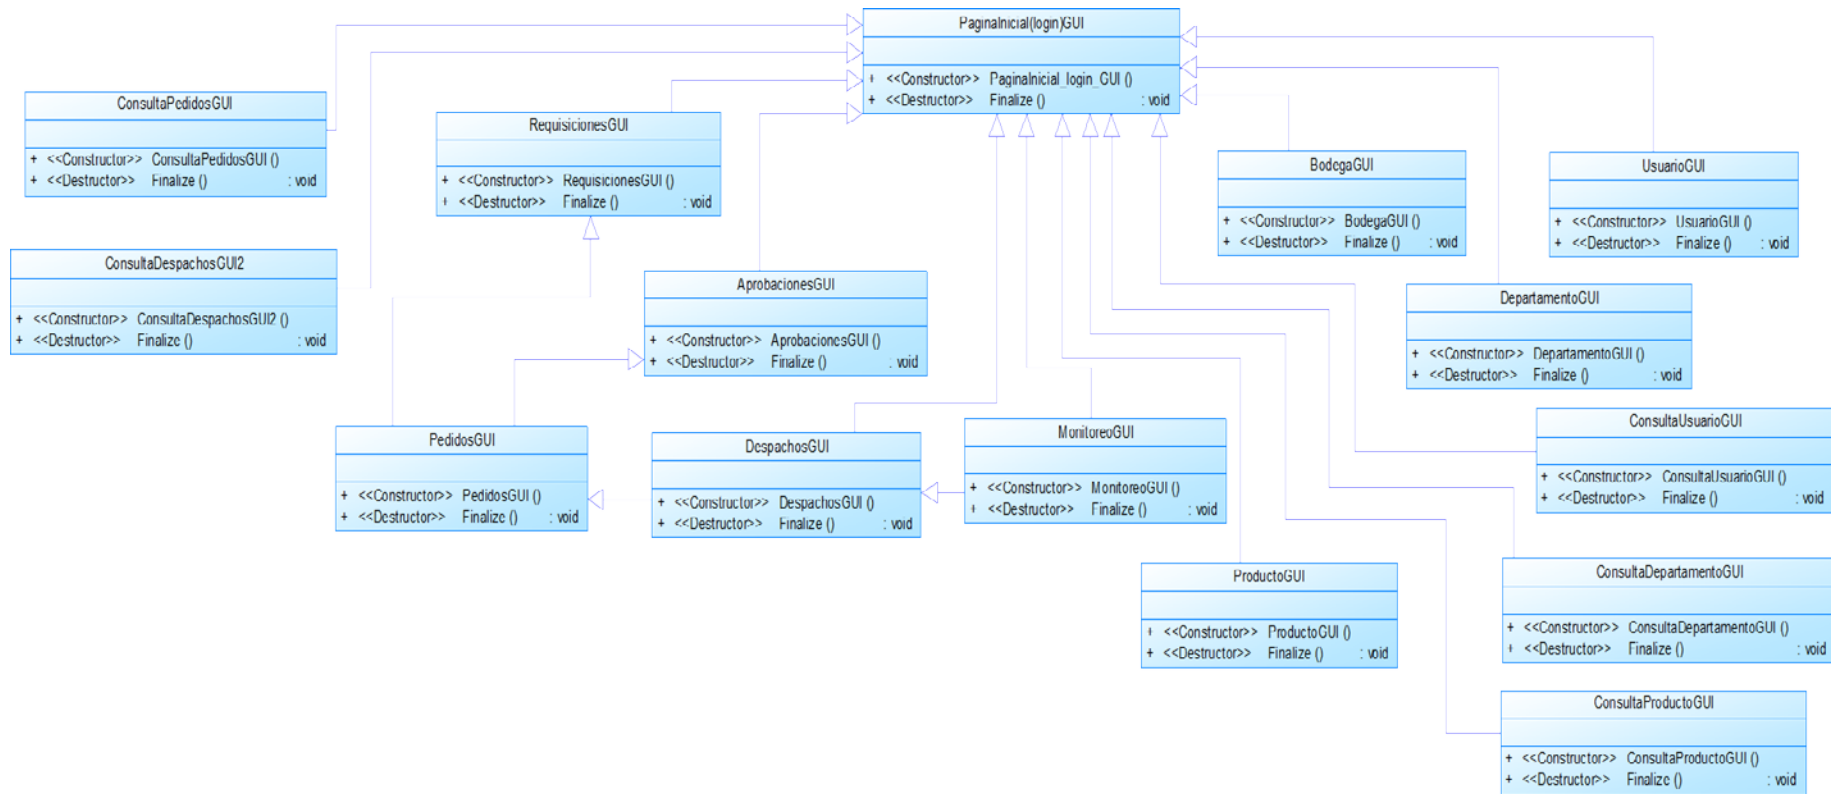 PaginaInicial(login)GUI
+ <<Constructor>> PaginaInicial_login_GUI ()
+ <<Destructor>> Finalize () : void
ConsultaPedidosGUI
+ <<Constructor>> ConsultaPedidosGUI ()
+ <<Destructor>> Finalize () : void
RequisicionesGUI
+ <<Constructor>> RequisicionesGUI ()
+ <<Destructor>> Finalize () : void
BodegaGUI
+ <<Constructor>> BodegaGUI ()
+ <<Destructor>> Finalize () : void
UsuarioGUI
+ <<Constructor>> UsuarioGUI ()
+ <<Destructor>> Finalize () : void
ConsultaDespachosGUI2
+ <<Constructor>> ConsultaDespachosGUI2 ()
+ <<Destructor>> Finalize () : void
AprobacionesGUI
+ <<Constructor>> AprobacionesGUI ()
+ <<Destructor>> Finalize () : void
DepartamentoGUI
+ <<Constructor>> DepartamentoGUI ()
+ <<Destructor>> Finalize () : void
PedidosGUI
+ <<Constructor>> PedidosGUI ()
+ <<Destructor>> Finalize () : void
DespachosGUI
+ <<Constructor>> DespachosGUI ()
+ <<Destructor>> Finalize () : void
MonitoreoGUI
+ <<Constructor>> MonitoreoGUI ()
+ <<Destructor>> Finalize () : void
ConsultaUsuarioGUI
+ <<Constructor>> ConsultaUsuarioGUI ()
+ <<Destructor>> Finalize () : void
ProductoGUI
+ <<Constructor>> ProductoGUI ()
+ <<Destructor>> Finalize () : void
ConsultaDepartamentoGUI
+ <<Constructor>> ConsultaDepartamentoGUI ()
+ <<Destructor>> Finalize () : void
ConsultaProductoGUI
+ <<Constructor>> ConsultaProductoGUI ()
+ <<Destructor>> Finalize () : void